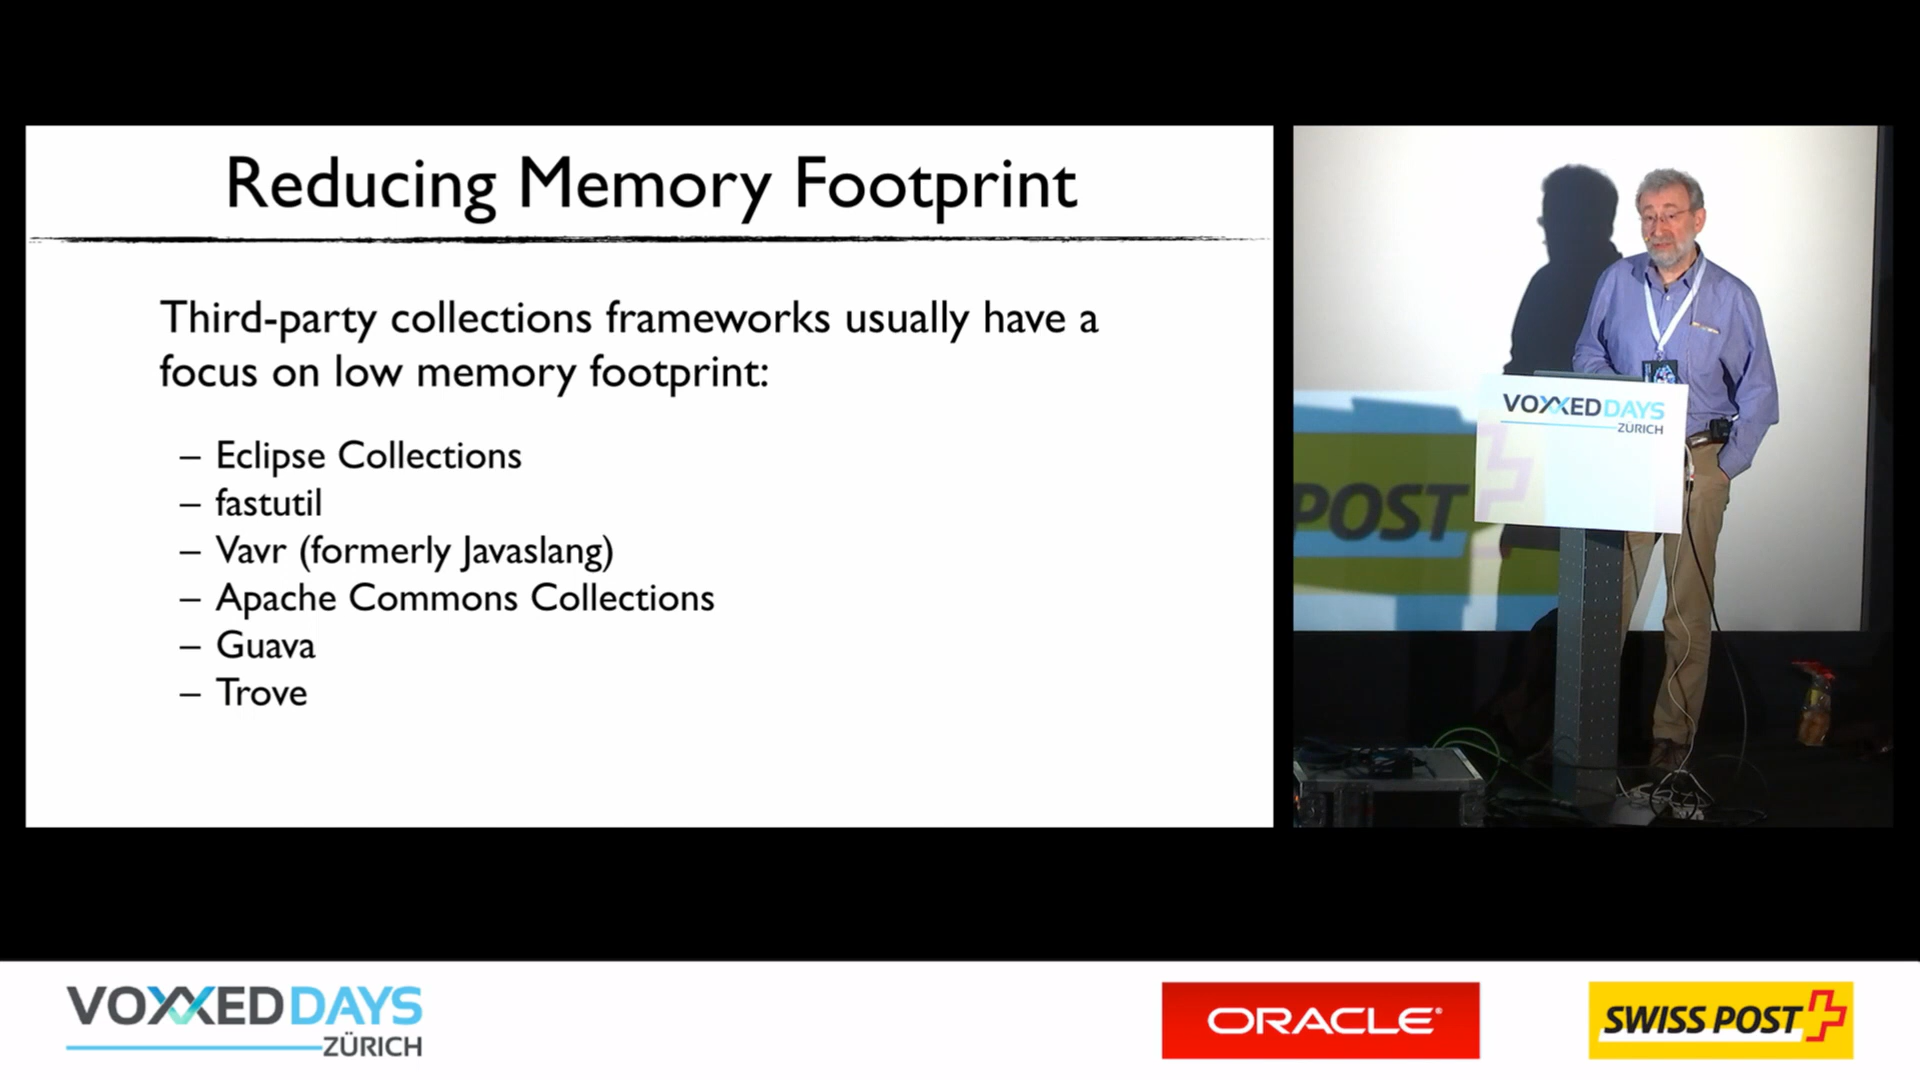 Reducing Memory Footprint
Third-party collections frameworks usually have a
focus on low memory footprint:
– Eclipse Collections
– fastutil
– Vavr (formerly Javaslang)
– Apache Commons Collections
– Guava
– Trove
VOXXED DAYS
ZÜRICH
POST
VOXXED DAYS
ZÜRICH
ORACLE®
SWISS POST